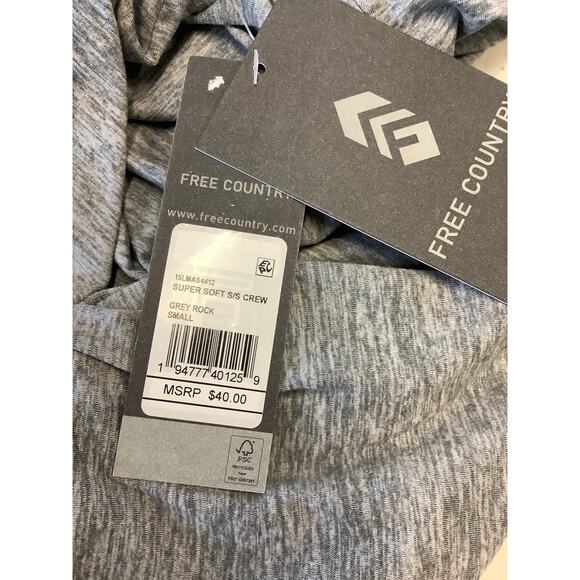 FREE COUNTRY
www.freecountry.com
15LMAS4412
SUPER SOFT S/S CREW
GREY ROCK
SMALL
1 94777 40125 9
MSRP $40.00
FSC
RECYCLED
Paper
FREE COUNTRY